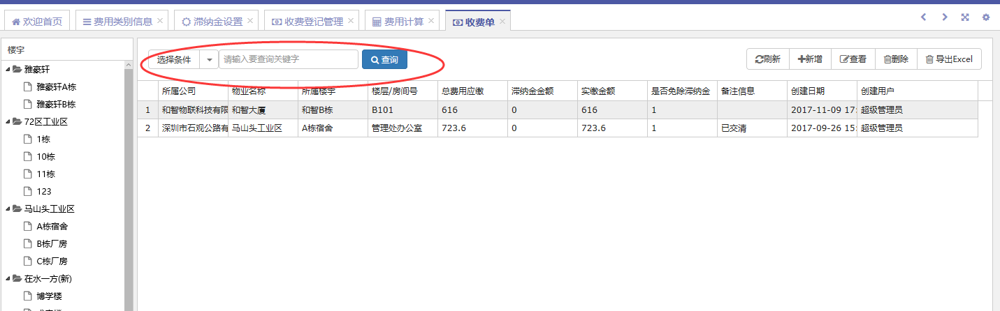 欢迎首页 费用类别信息 滞纳金设置 收费登记管理 费用计算 收费单
楼宇
雅豪轩
雅豪轩A栋
雅豪轩B栋
72区工业区
1栋
10栋
11栋
123
马山头工业区
A栋宿舍
B栋厂房
C栋厂房
在水一方(新)
博学楼
选择条件 请输入要查询关键字 查询 刷新 新增 查看 删除 导出Excel
所属公司 物业名称 所属楼宇 楼层/房间号 总费用应缴 滞纳金金额 实缴金额 是否免除滞纳金 备注信息 创建日期 创建用户
1 和智物联科技有限 和智大厦 和智B栋 B101 616 0 616 1 2017-11-09 17: 超级管理员
2 深圳市石观公路有 马山头工业区 A栋宿舍 管理处办公室 723.6 0 723.6 1 已交清 2017-09-26 15: 超级管理员